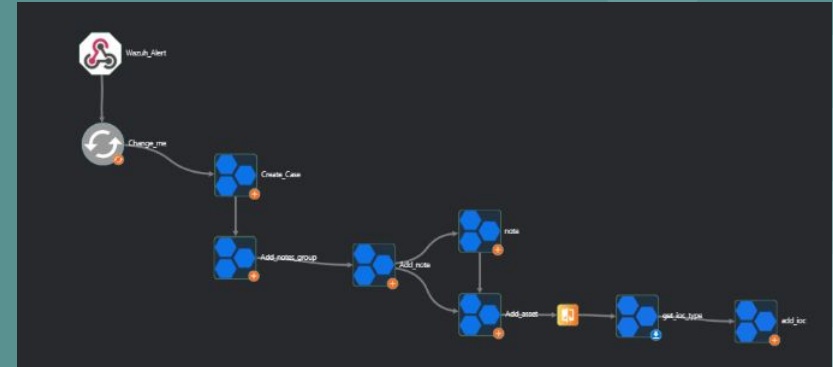 Wazuh_Alert
Change_me
Create_Case
Add_notes_group
Add_note
note
Add_asset
get_ioc_type
add_ioc